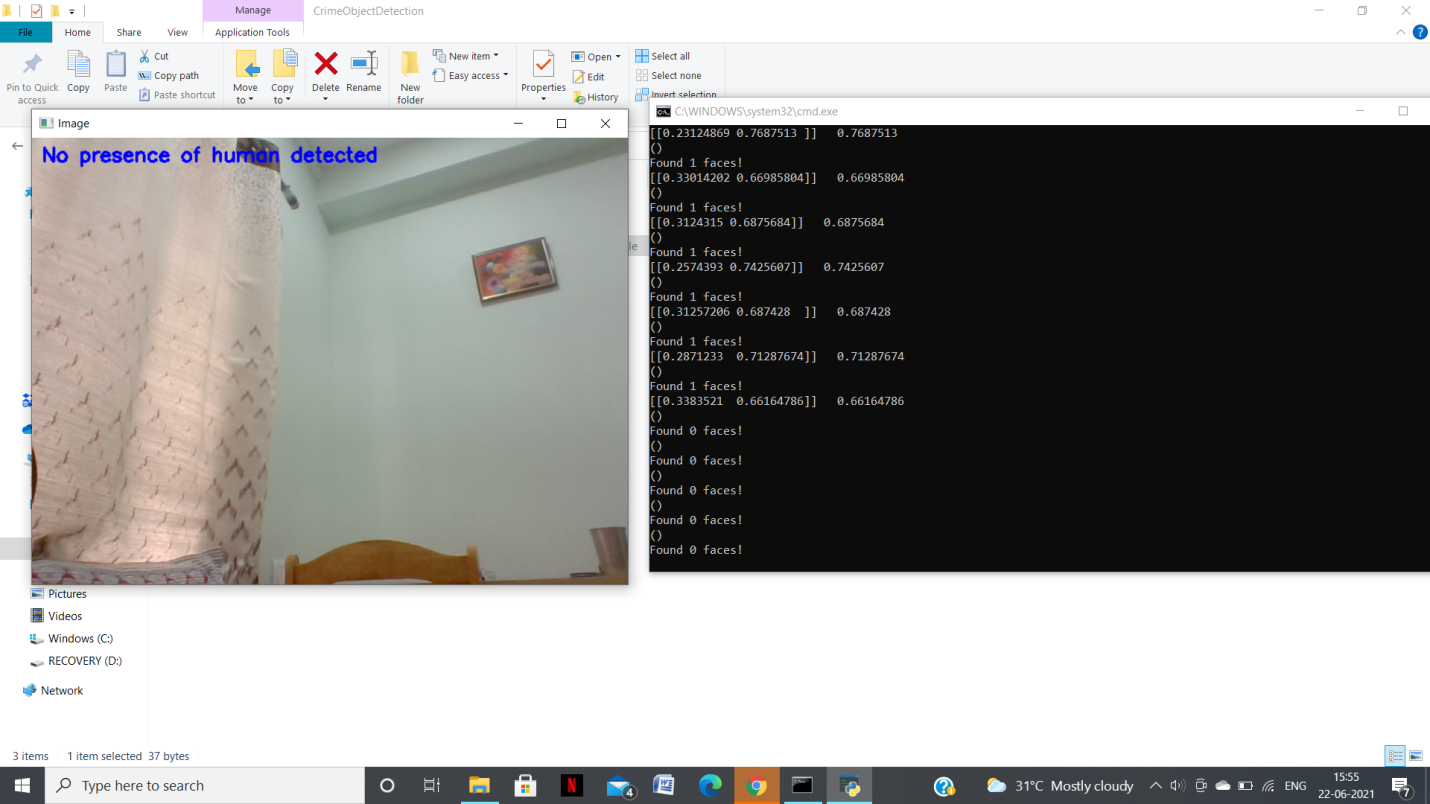 Manage
CrimeObjectDetection
File
Home
Share
View
Application Tools
Pin to Quick access
Copy
Paste
Cut
Copy path
Paste shortcut
Move to
Copy to
Delete
Rename
New folder
New item
Easy access
Properties
Open
Edit
History
Select all
Select none
Invert selection
Image
No presence of human detected
C:\WINDOWS\system32\cmd.exe
[[0.23124869 0.7687513 ]]   0.7687513
()
Found 1 faces!
[[0.33014202 0.66985804]]   0.66985804
()
Found 1 faces!
[[0.3124315 0.6875684]]   0.6875684
()
Found 1 faces!
[[0.2574393 0.7425607]]   0.7425607
()
Found 1 faces!
[[0.31257206 0.687428  ]]   0.687428
()
Found 1 faces!
[[0.2871233  0.71287674]]   0.71287674
()
Found 1 faces!
[[0.3383521  0.66164786]]   0.66164786
()
Found 0 faces!
()
Found 0 faces!
()
Found 0 faces!
()
Found 0 faces!
()
Found 0 faces!
Pictures
Videos
Windows (C:)
RECOVERY (D:)
Network
3 items
1 item selected 37 bytes
Type here to search
4
31°C Mostly cloudy
ENG
15:55
22-06-2021
7